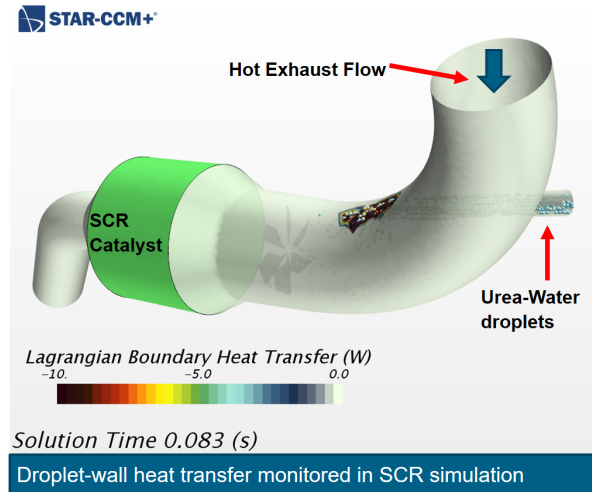 STAR-CCM+
Hot Exhaust Flow
SCR
Catalyst
Urea-Water
droplets
Lagrangian Boundary Heat Transfer (W)
-10. -5.0 0.0
Solution Time 0.083 (s)
Droplet-wall heat transfer monitored in SCR simulation